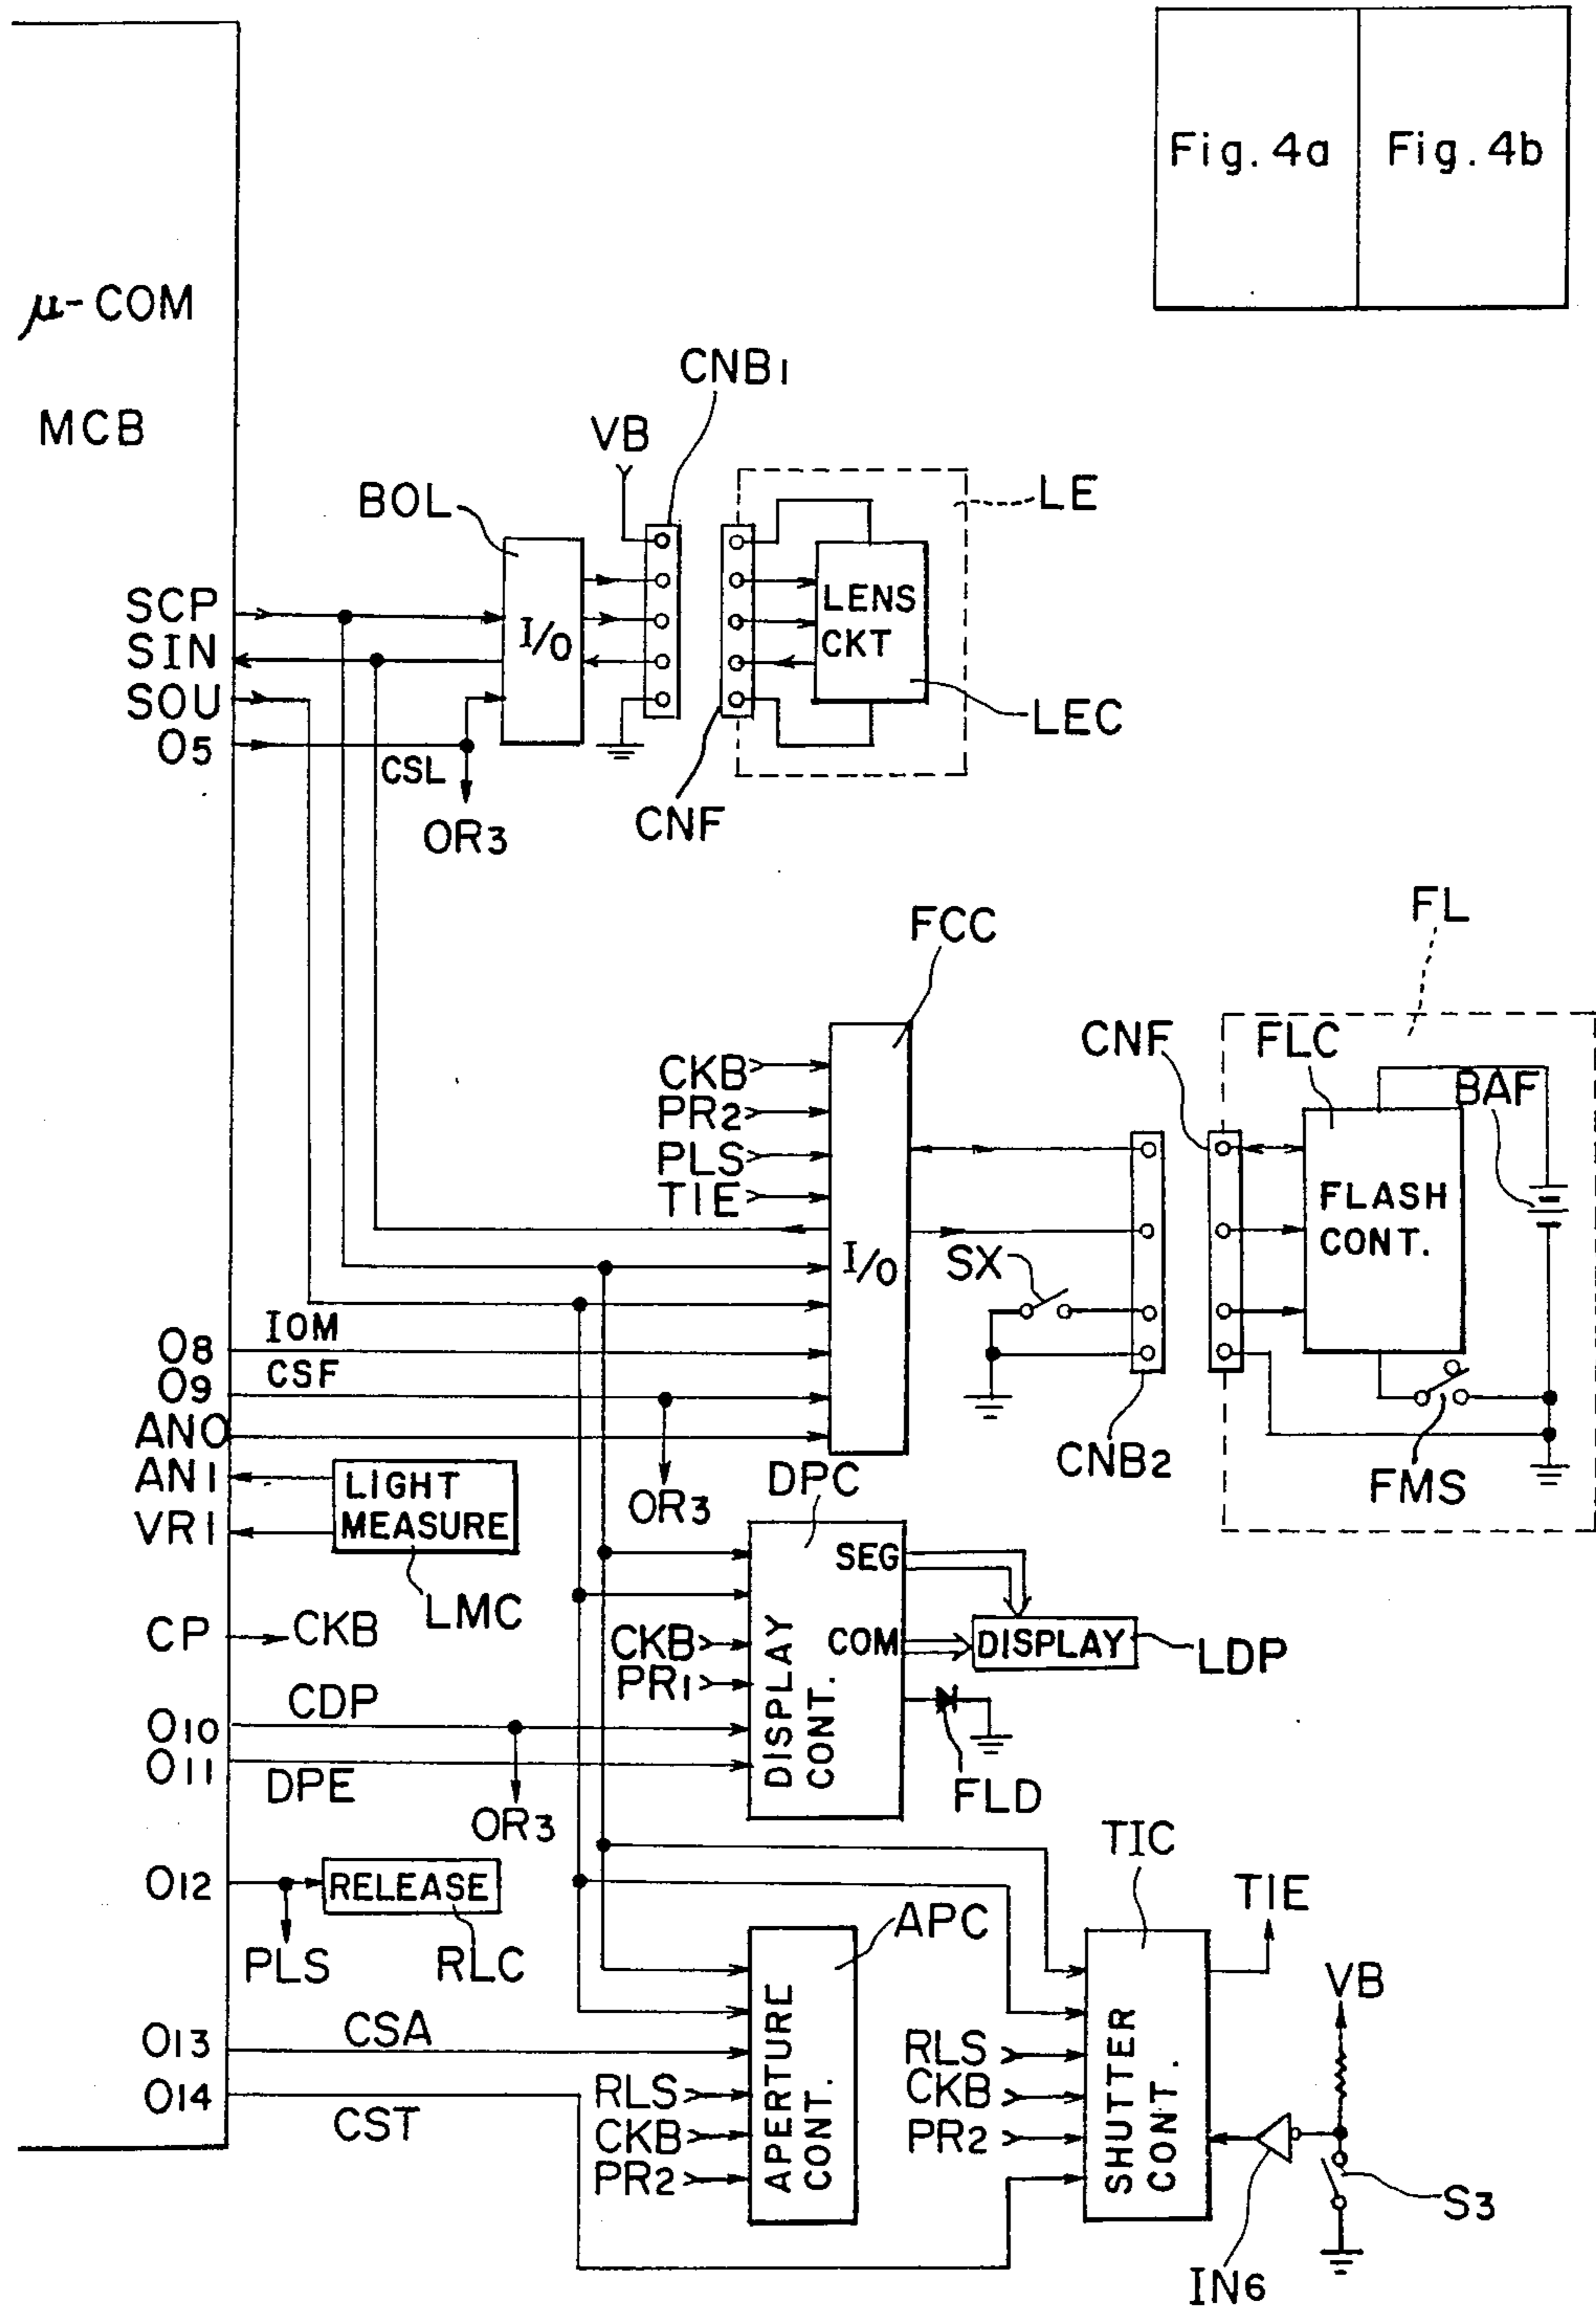 Fig. 4a
Fig. 4b
μ-COM
MCB
CNB1
VB
BOL
LE
SCP
SIN
SOU
O5
I/O
LENS
CKT
LEC
CSL
OR3
CNF
FCC
FL
CNF
FLC
BAF
CKB
PR2
PLS
TIE
FLASH
CONT.
I/O
SX
IOM
O8
CSF
O9
ANO
ANI
VRI
LIGHT
MEASURE
OR3
DPC
CNB2
FMS
LMC
SEG
CP
CKB
CKB
PR1
COM
DISPLAY
LDP
DISPLAY
CONT.
CDP
O10
O11
DPE
FLD
OR3
TIC
TIE
O12
RELEASE
APC
PLS
RLC
VB
CSA
O13
O14
CST
RLS
CKB
PR2
APERTURE
CONT.
RLS
CKB
PR2
SHUTTER
CONT.
S3
IN6